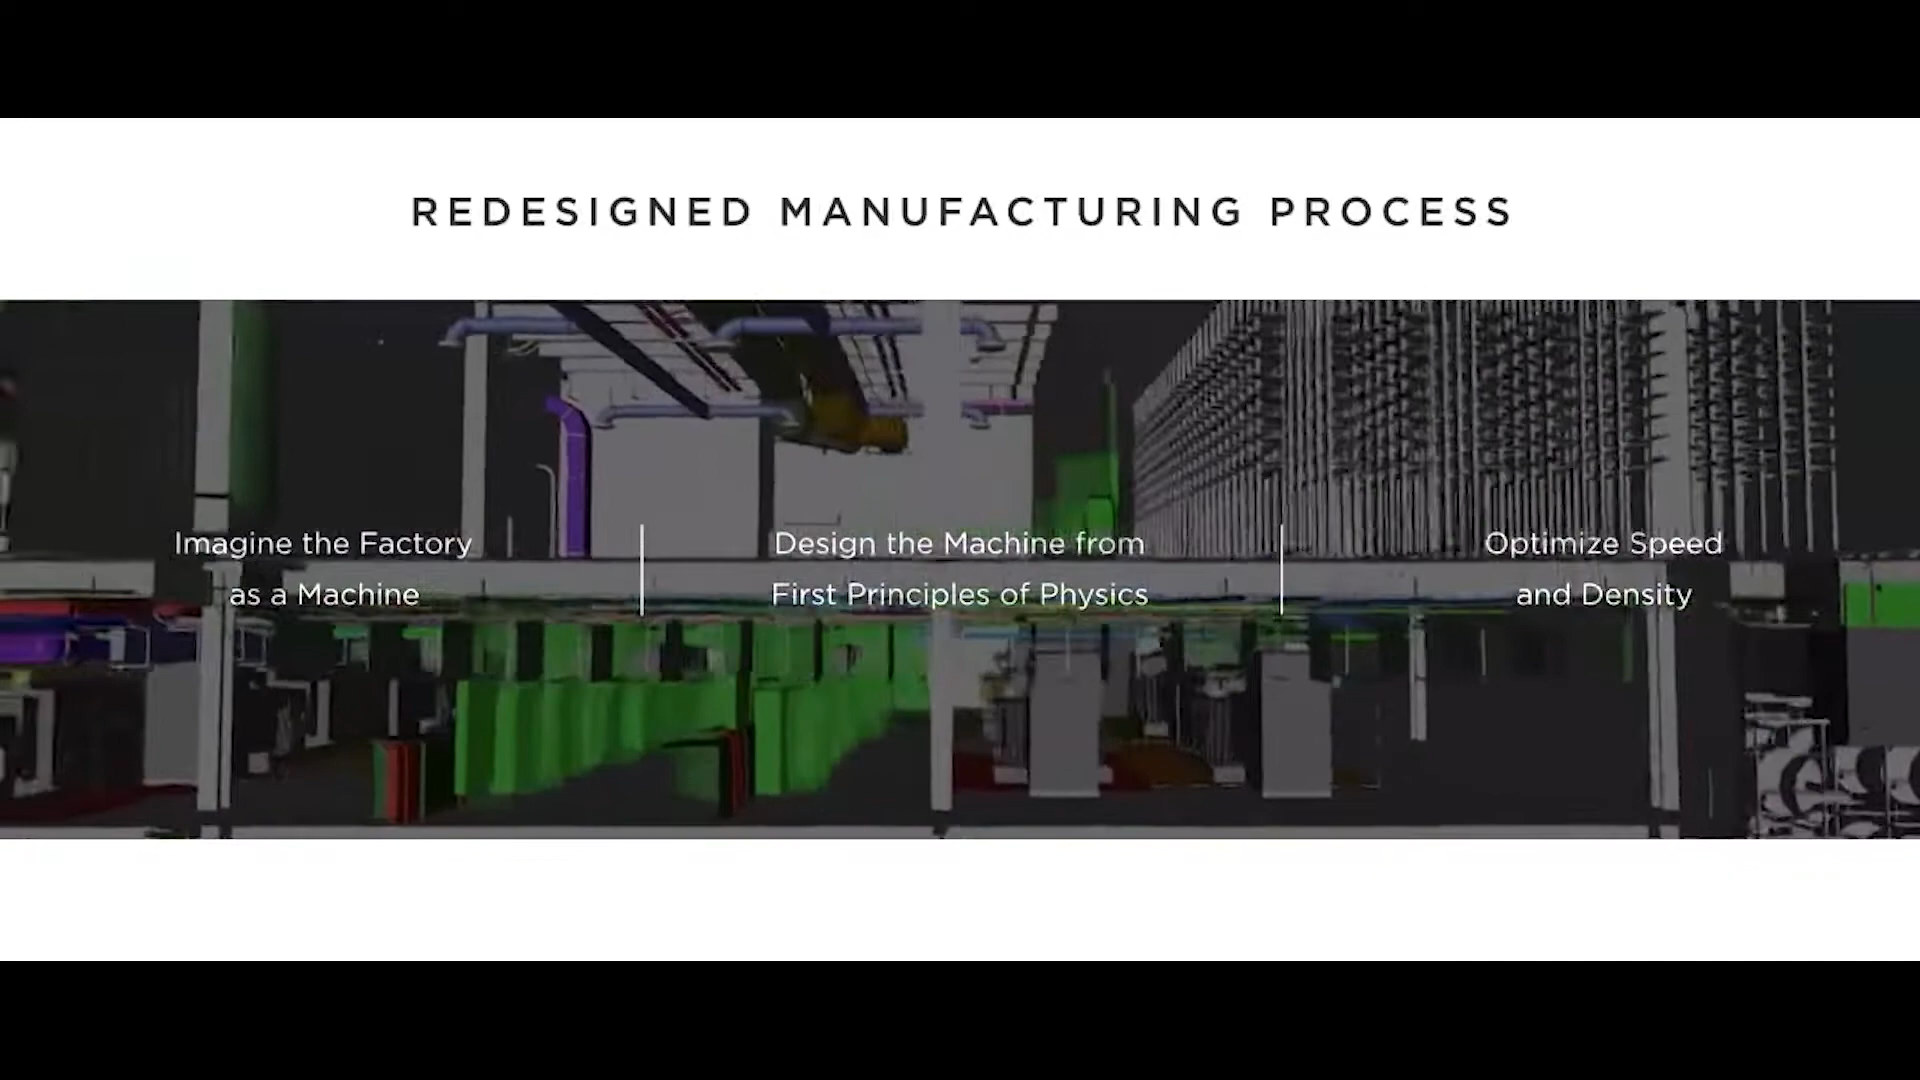 REDESIGNED MANUFACTURING PROCESS
Imagine the Factory
as a Machine
Design the Machine from
First Principles of Physics
Optimize Speed
and Density